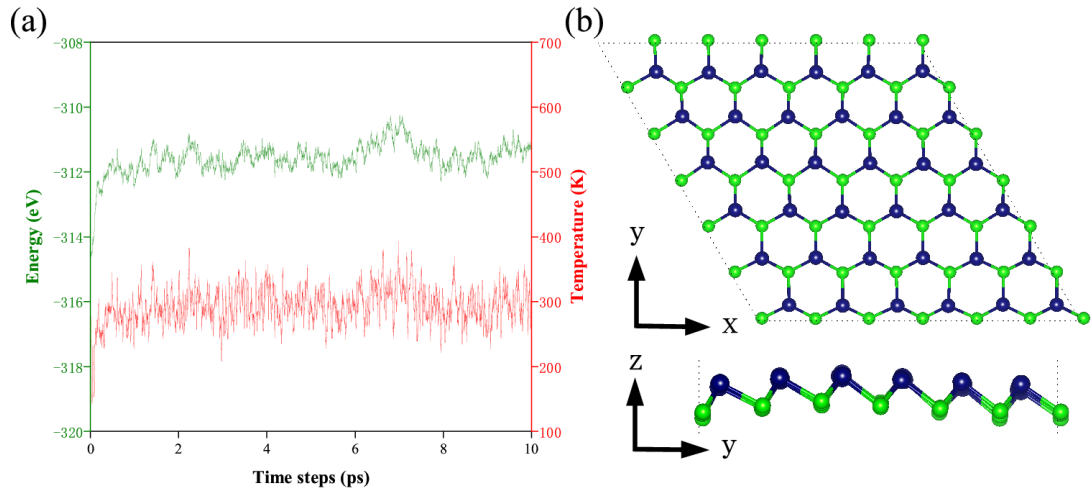 (a)
Energy (eV)
−308
−310
−312
−314
−316
−318
−320
0
2
4
6
8
10
Time steps (ps)
700
600
500
400
300
200
100
Temperature (K)
(b)
y
x
z
y